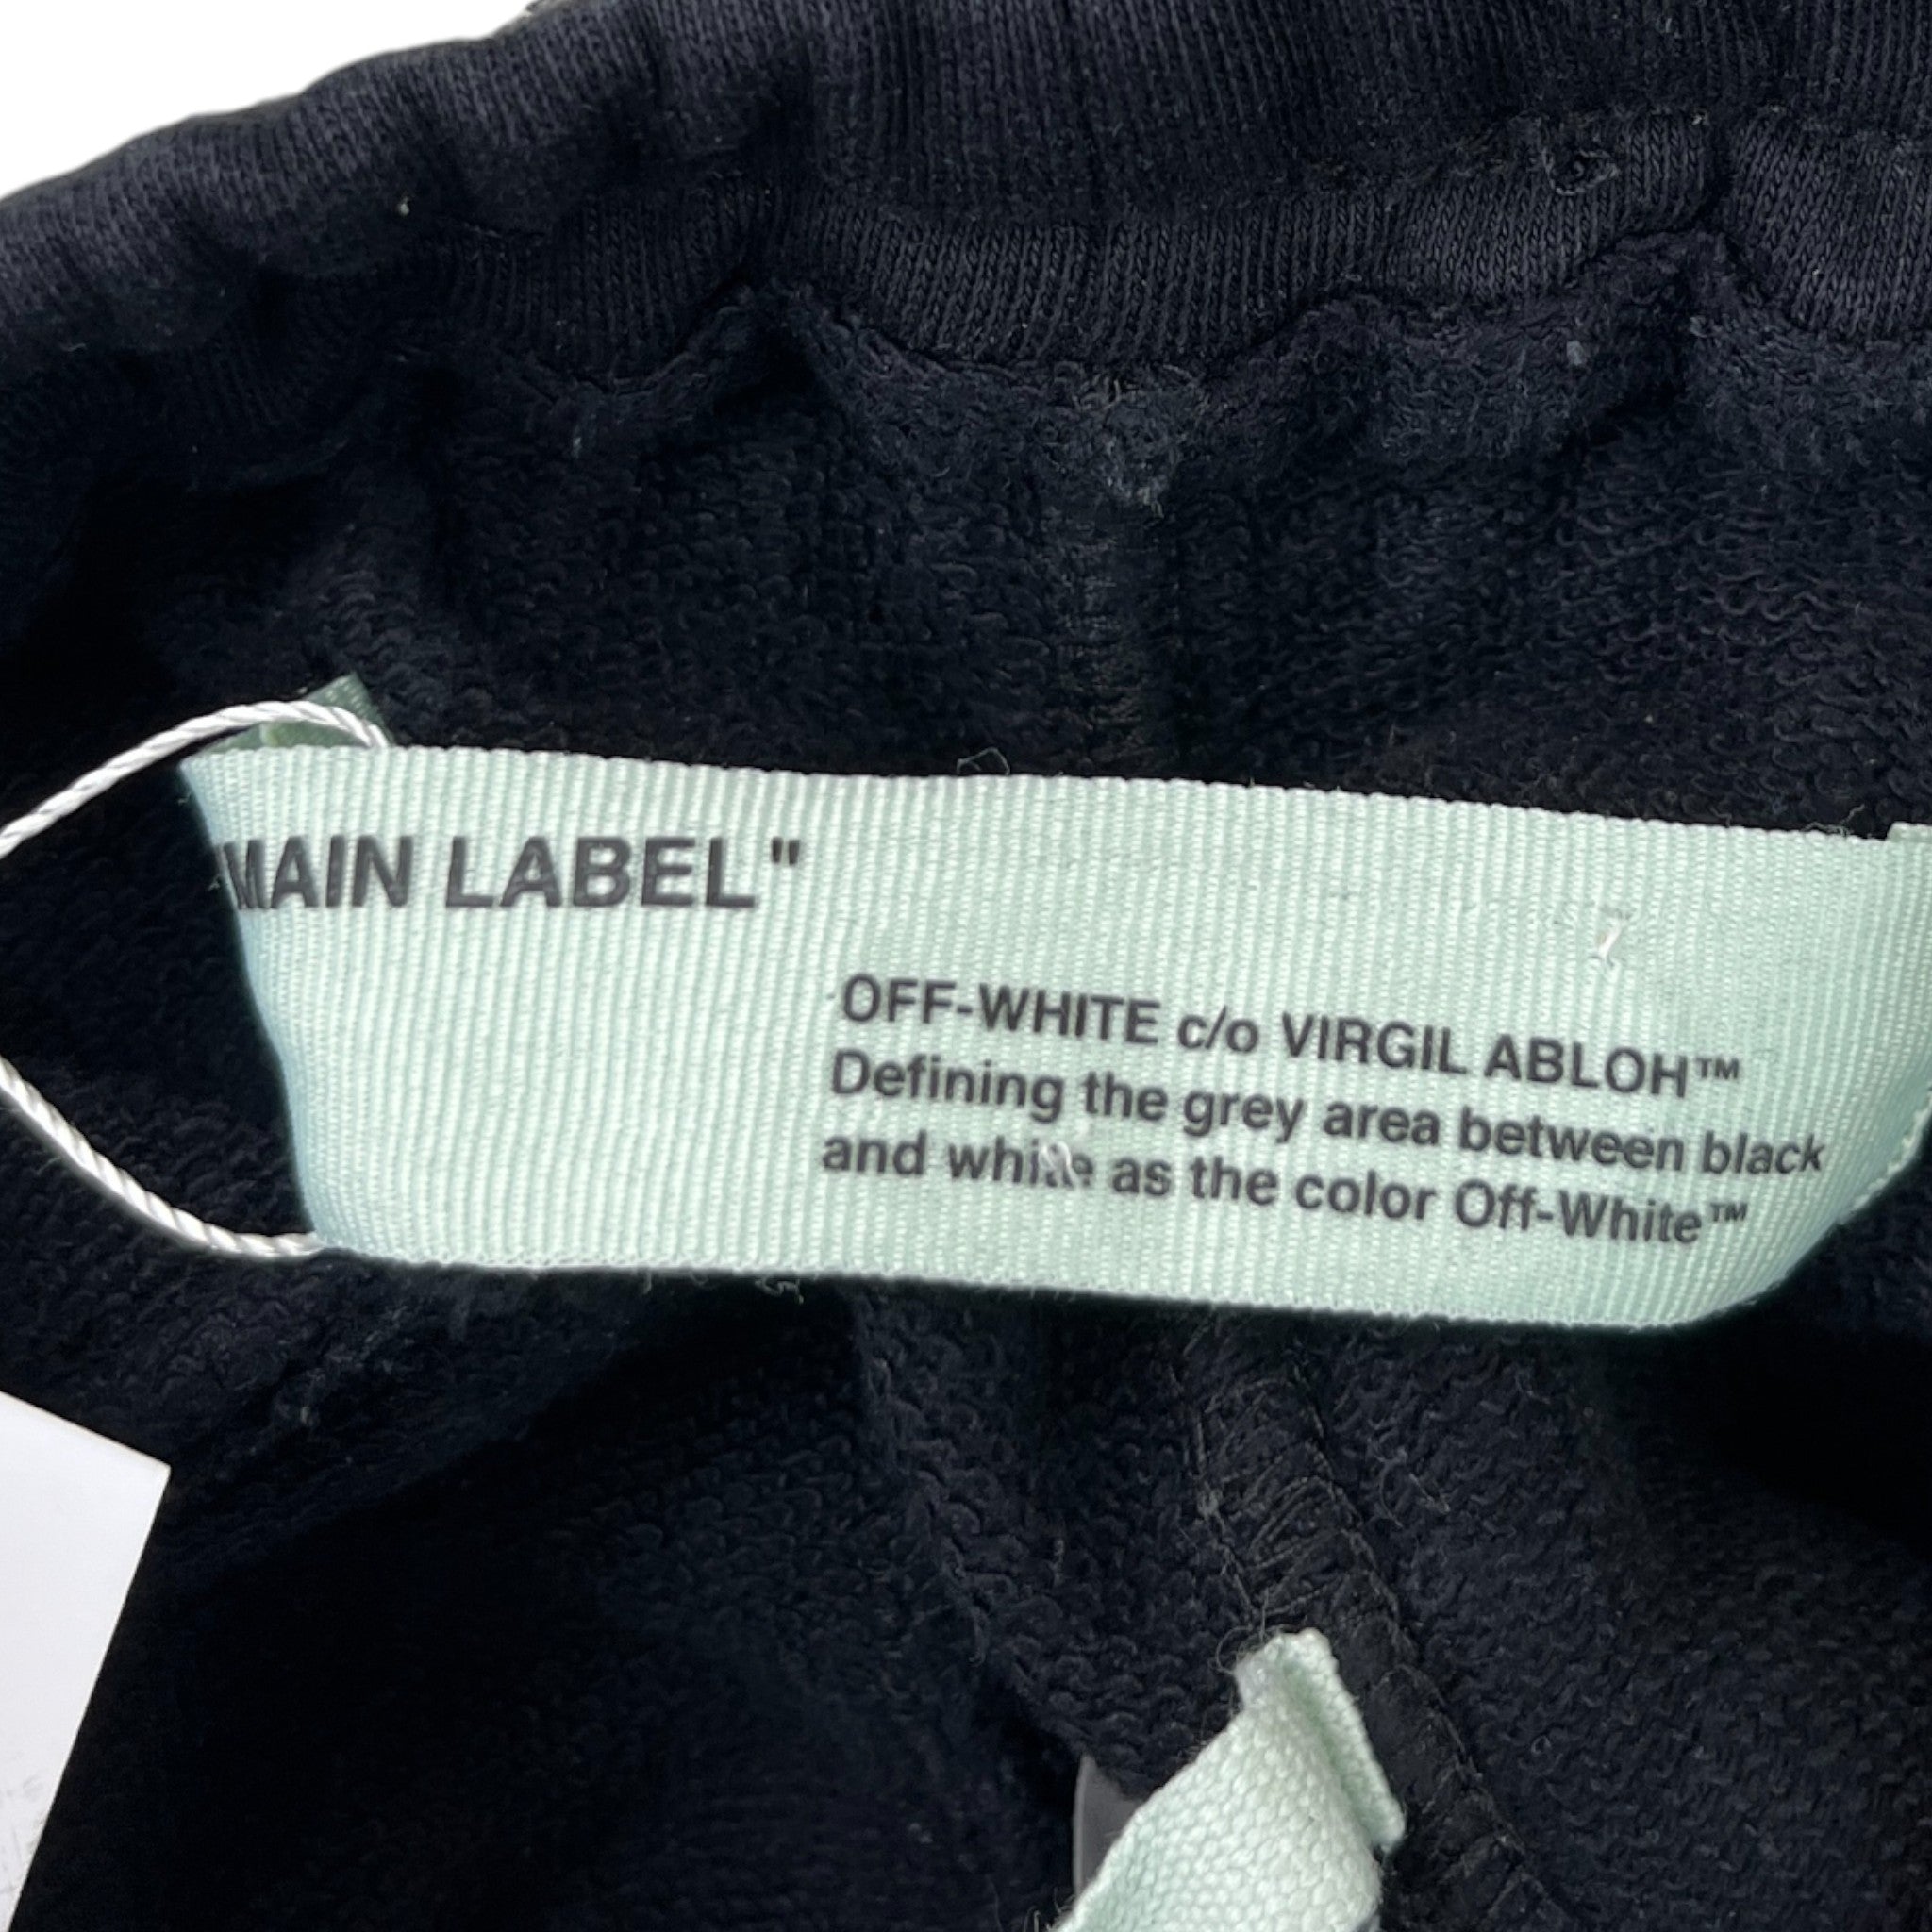 "MAIN LABEL"
OFF-WHITE c/o VIRGIL ABLOH™
Defining the grey area between black
and white as the color Off-White™